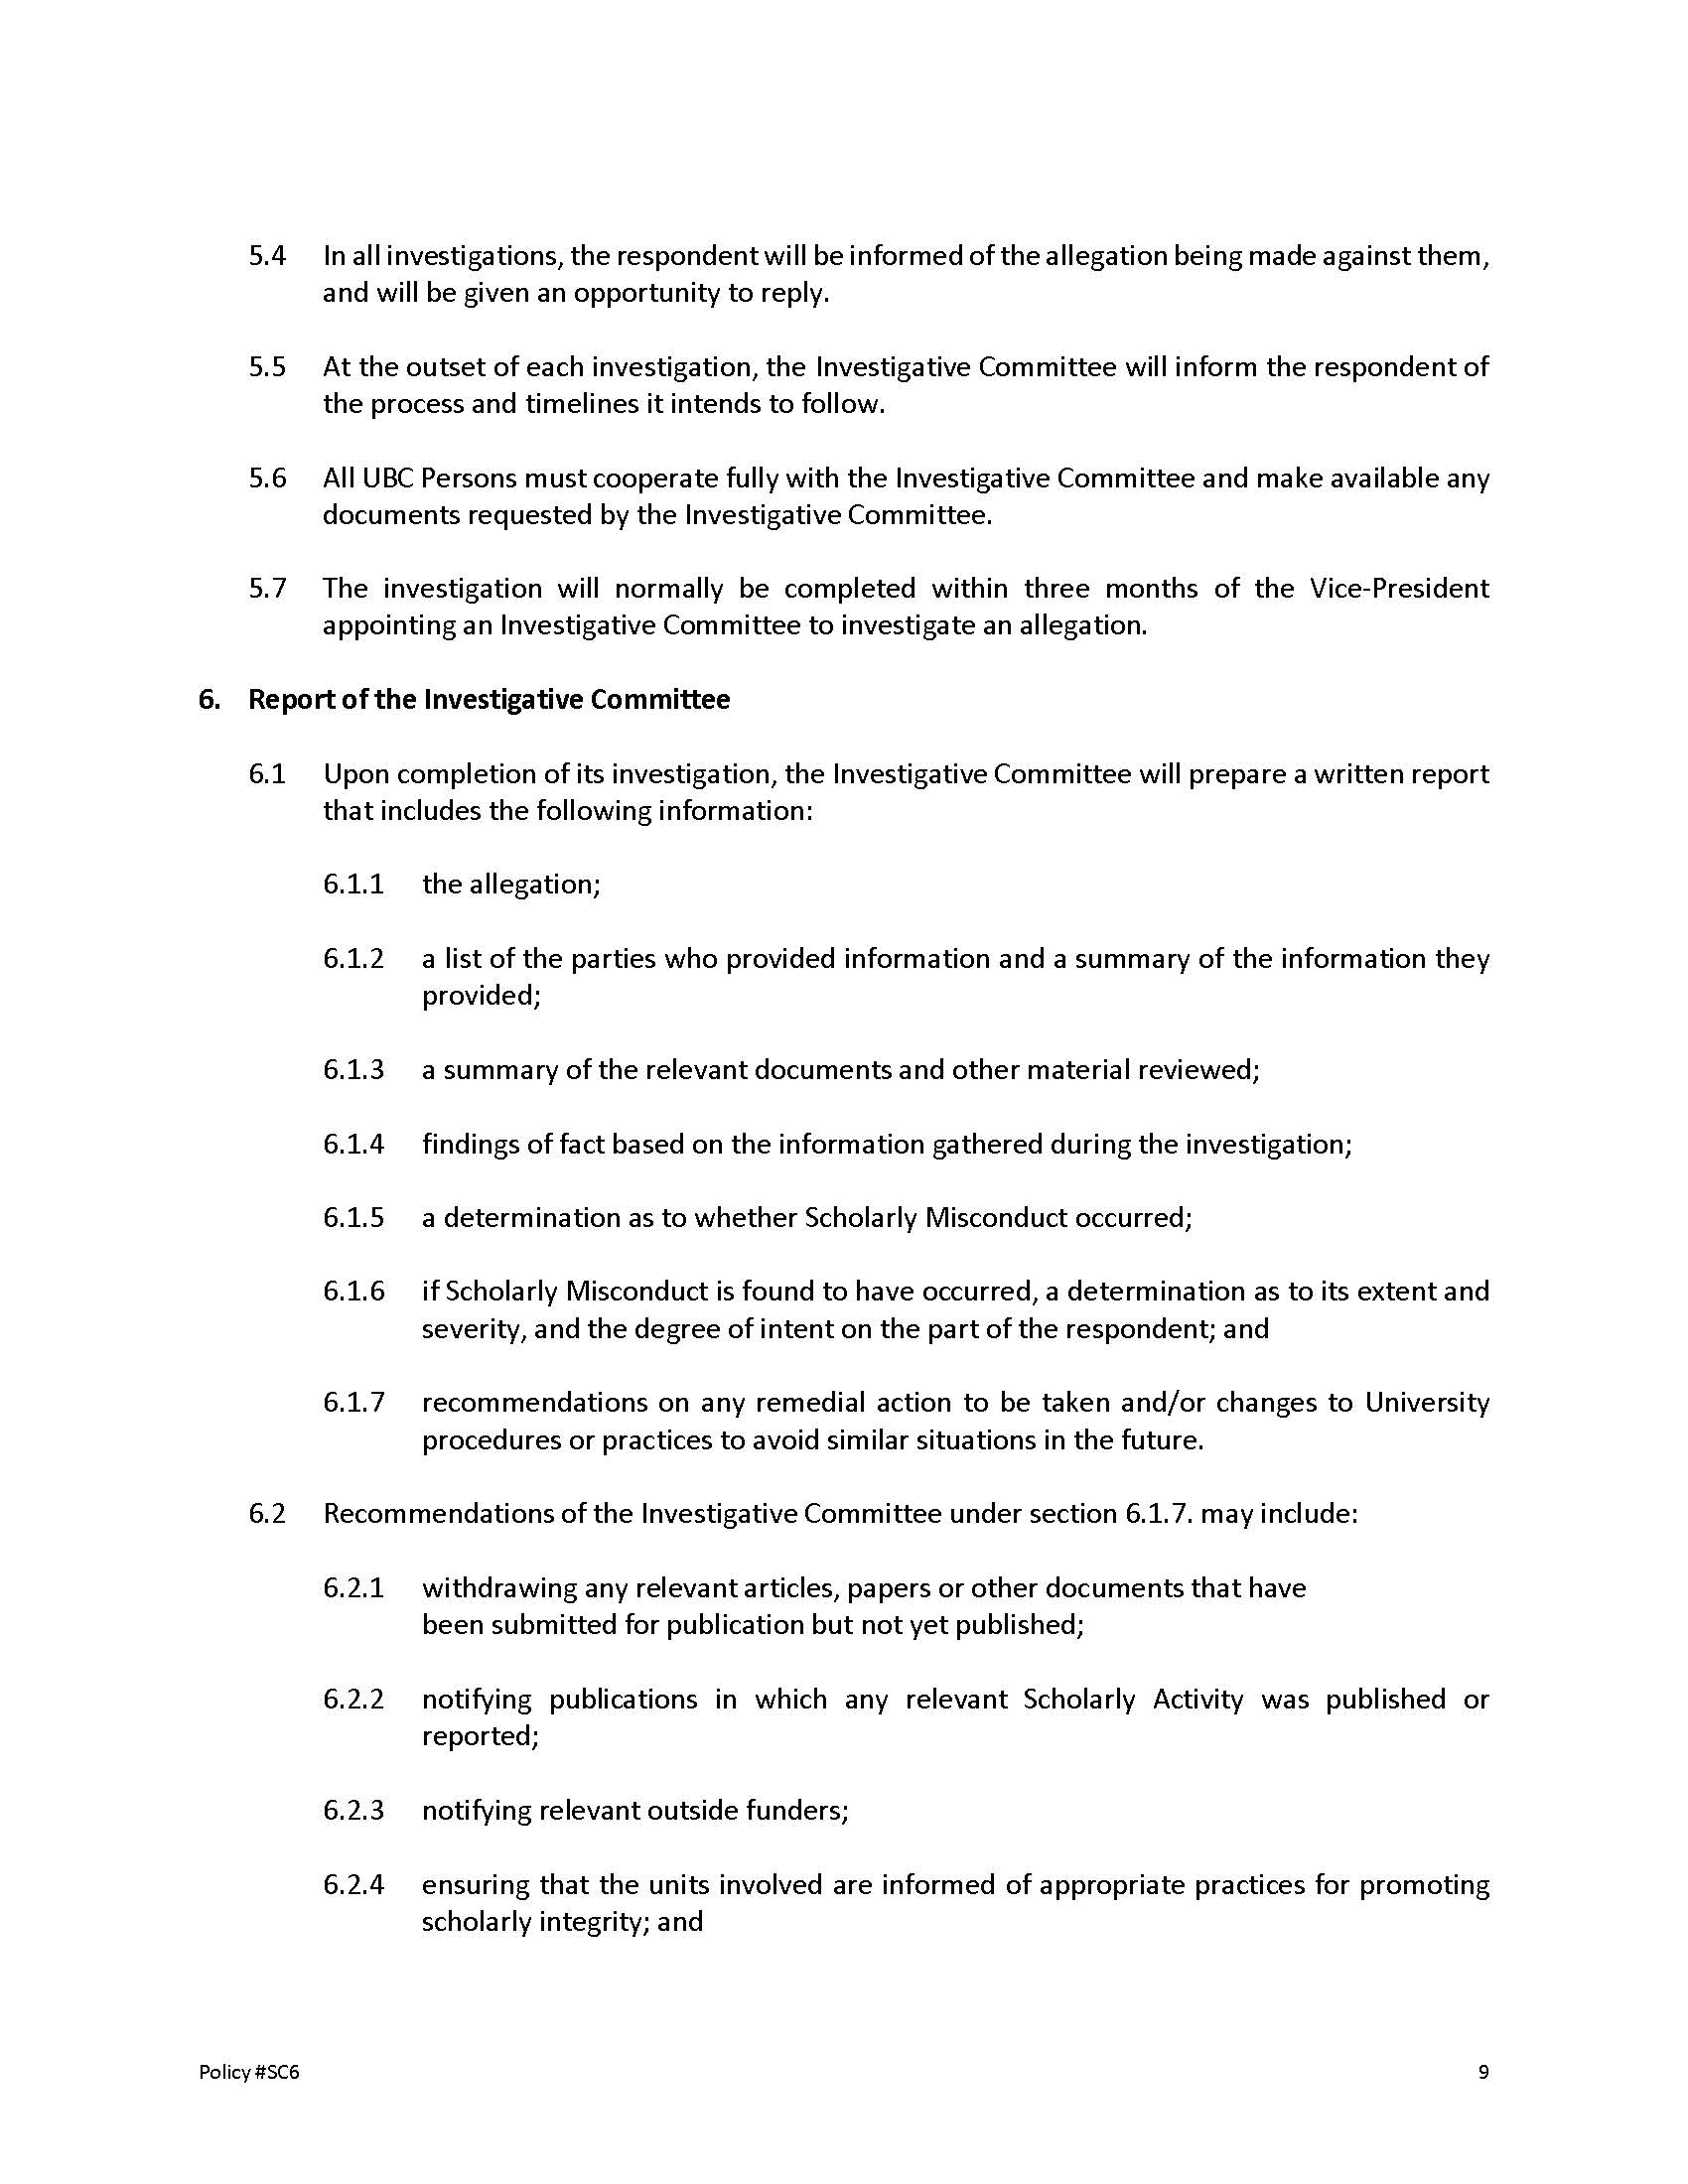 5.4 In all investigations, the respondent will be informed of the allegation being made against them,
and will be given an opportunity to reply.
5.5 At the outset of each investigation, the Investigative Committee will inform the respondent of
the process and timelines it intends to follow.
5.6 All UBC Persons must cooperate fully with the Investigative Committee and make available any
documents requested by the Investigative Committee.
5.7 The investigation will normally be completed within three months of the Vice-President
appointing an Investigative Committee to investigate an allegation.
6. Report of the Investigative Committee
6.1 Upon completion of its investigation, the Investigative Committee will prepare a written report
that includes the following information:
6.1.1 the allegation;
6.1.2 a list of the parties who provided information and a summary of the information they
provided;
6.1.3 a summary of the relevant documents and other material reviewed;
6.1.4 findings of fact based on the information gathered during the investigation;
6.1.5 a determination as to whether Scholarly Misconduct occurred;
6.1.6 if Scholarly Misconduct is found to have occurred, a determination as to its extent and
severity, and the degree of intent on the part of the respondent; and
6.1.7 recommendations on any remedial action to be taken and/or changes to University
procedures or practices to avoid similar situations in the future.
6.2 Recommendations of the Investigative Committee under section 6.1.7. may include:
6.2.1 withdrawing any relevant articles, papers or other documents that have
been submitted for publication but not yet published;
6.2.2 notifying publications in which any relevant Scholarly Activity was published or
reported;
6.2.3 notifying relevant outside funders;
6.2.4 ensuring that the units involved are informed of appropriate practices for promoting
scholarly integrity; and
Policy #SC6 9